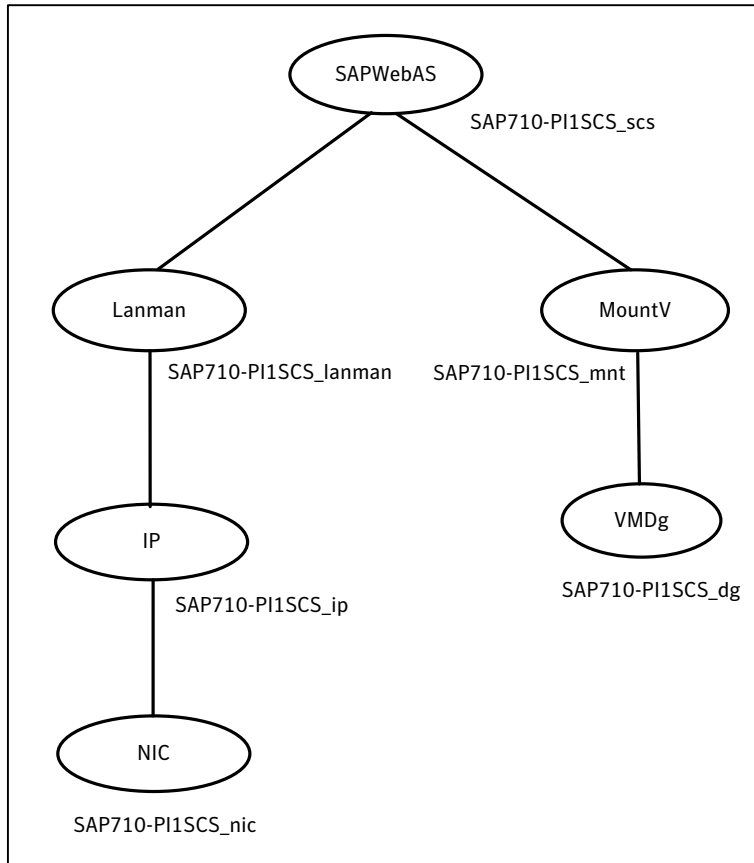 SAPWebAS
SAP710-PI1SCS_scs
Lanman
MountV
SAP710-PI1SCS_lanman
SAP710-PI1SCS_mnt
IP
VMDg
SAP710-PI1SCS_ip
SAP710-PI1SCS_dg
NIC
SAP710-PI1SCS_nic